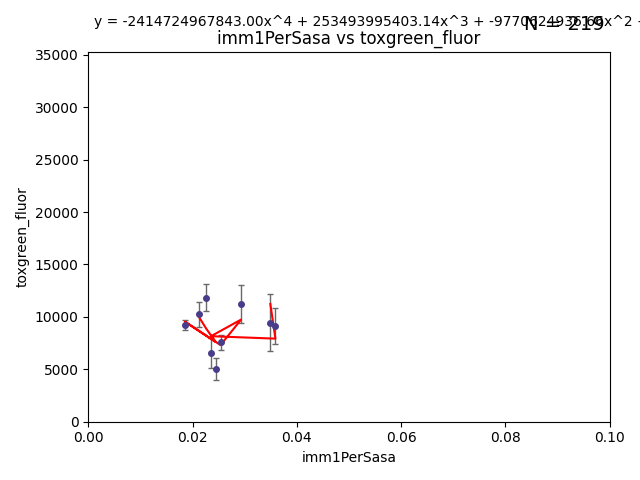 y = -2414724967843.00x^4 + 253493995403.14x^3 +
N = 219
imm1PerSasa vs toxgreen_fluor
35000
30000
25000
20000
15000
10000
5000
0
toxgreen_fluor
0.00 0.02 0.04 0.06 0.08 0.10
imm1PerSasa